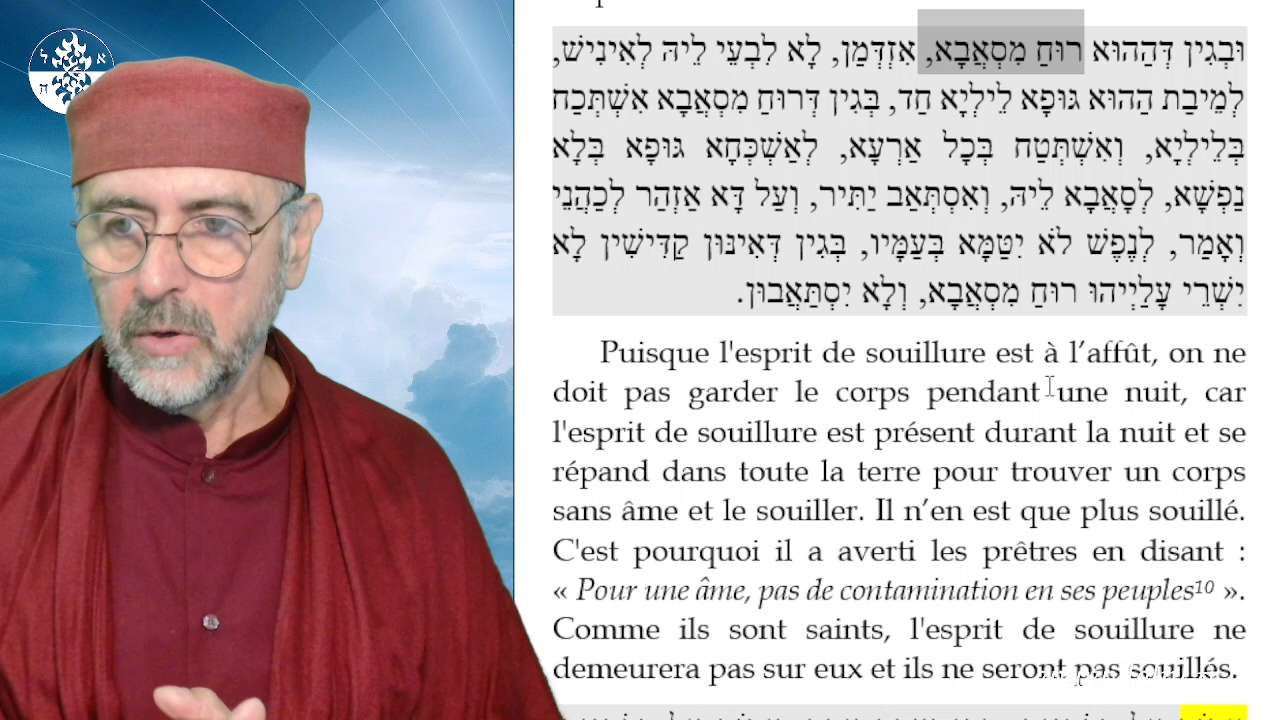 וּבְגִין דְּהַהוּא רוּחַ מִסְאֲבָא, אִזְדְּמַן, לָא לִבְעֵי לֵיהּ לְאִינִישׁ,
לְמֵיבַת הַהוּא גּוּפָא לֵילְיָא חַד, בְּגִין דְּרוּחַ מִסְאֲבָא אִשְׁתְּכַח
בְּלֵילְיָא, וְאִשְׁתְּטַח בְּכָל אַרְעָא, לְאַשְׁכְּחָא גּוּפָא בְּלָא
נַפְשָׁא, לְסָאֲבָא לֵיהּ, וְאִסְתְּאַב יַתִּיר, וְעַל דָּא אַזְהַר לְכַהֲנֵי
וְאָמַר, לְנֶפֶשׁ לֹא יִטַּמָּא בְּעַמָּיו, בְּגִין דְּאִינּוּן קַדִּישִׁין לָא
יִשְׁרֵי עָלַיְיהוּ רוּחַ מִסְאֲבָא, וְלָא יִסְתַּאֲבוּן.
Puisque l'esprit de souillure est à l’affût, on ne
doit pas garder le corps pendant une nuit, car
l'esprit de souillure est présent durant la nuit et se
répand dans toute la terre pour trouver un corps
sans âme et le souiller. Il n’en est que plus souillé.
C'est pourquoi il a averti les prêtres en disant :
« Pour une âme, pas de contamination en ses peuples¹⁰ ».
Comme ils sont saints, l'esprit de souillure ne
demeurera pas sur eux et ils ne seront pas souillés.